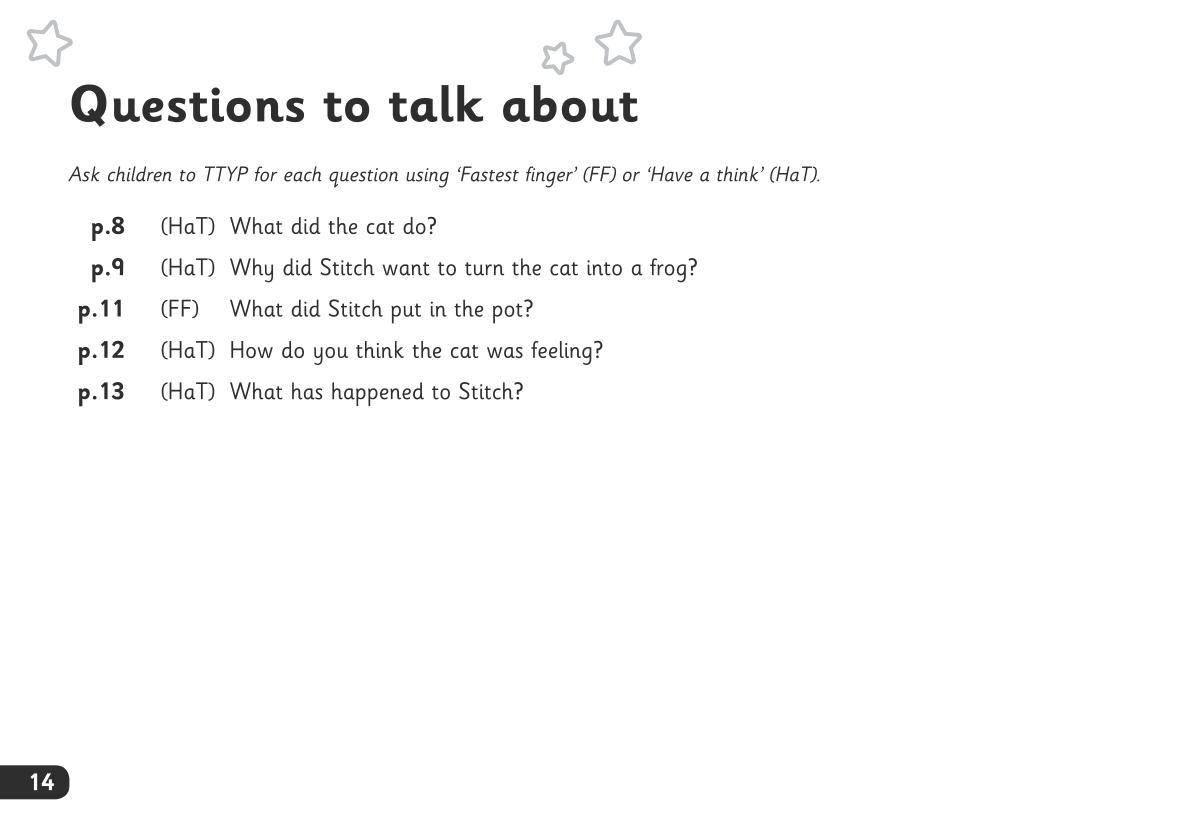 Questions to talk about
Ask children to TTYP for each question using ‘Fastest finger’ (FF) or ‘Have a think’ (HaT).
p.8 (HaT) What did the cat do?
p.9 (HaT) Why did Stitch want to turn the cat into a frog?
p.11 (FF) What did Stitch put in the pot?
p.12 (HaT) How do you think the cat was feeling?
p.13 (HaT) What has happened to Stitch?
14